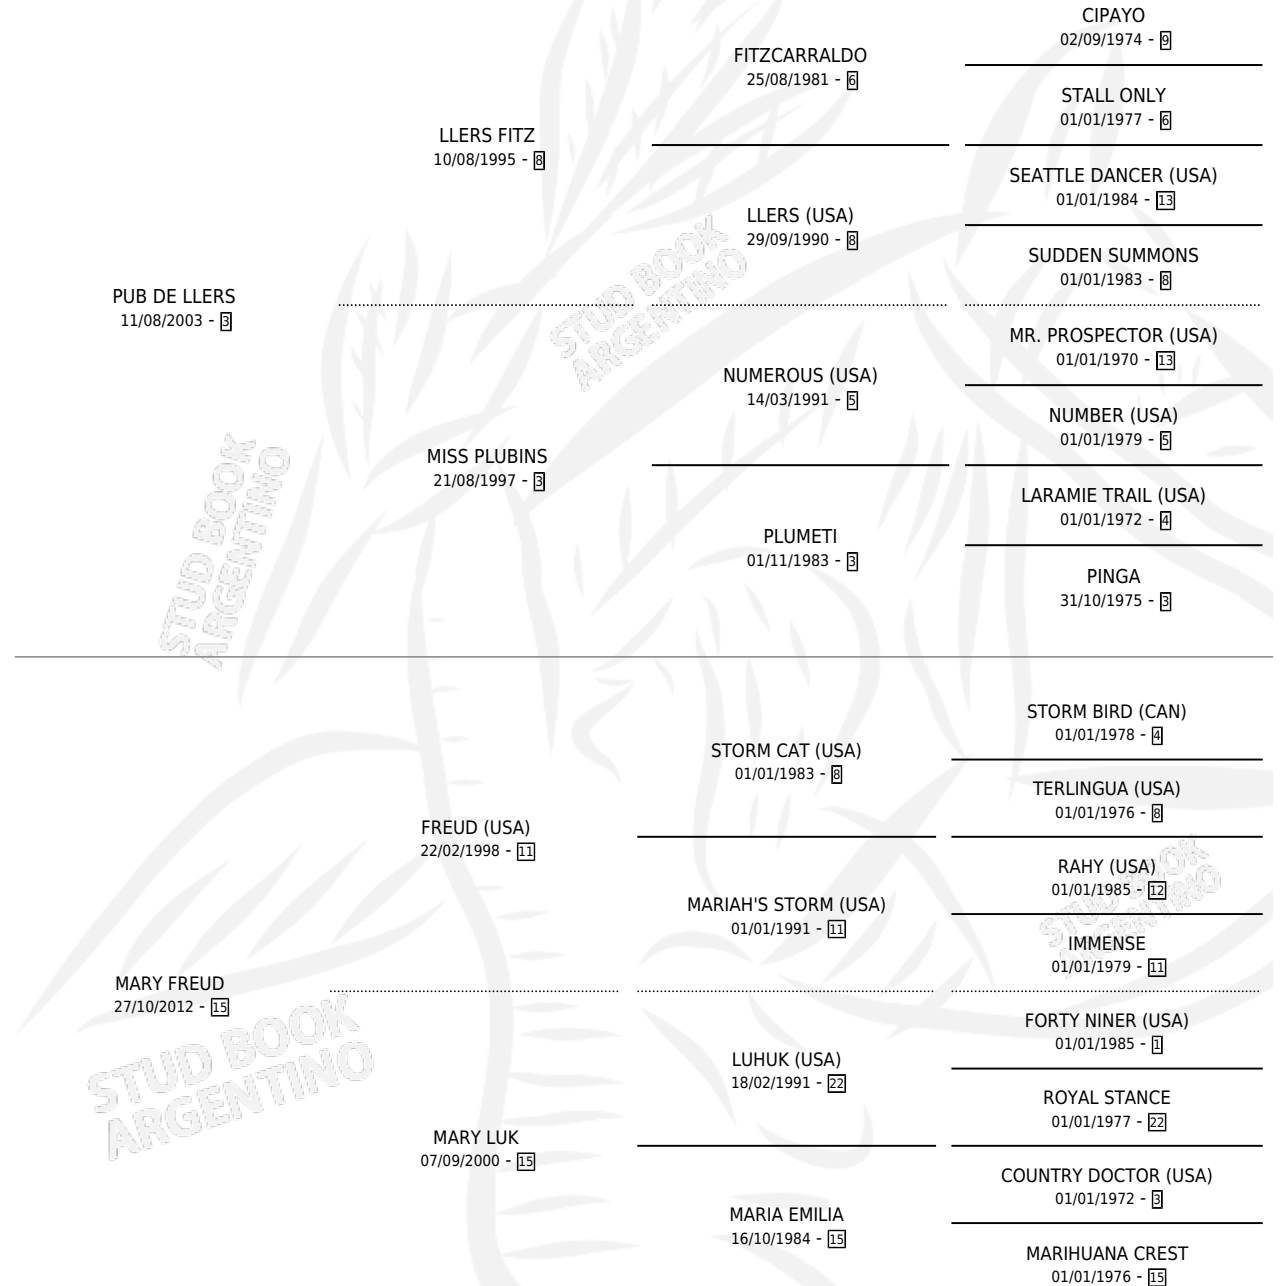 CIPAYO
02/09/1974 - 9
FITZCARRALDO
25/08/1981 - 6
STALL ONLY
01/01/1977 - 6
LLERS FITZ
10/08/1995 - 8
SEATTLE DANCER (USA)
01/01/1984 - 13
LLERS (USA)
29/09/1990 - 8
SUDDEN SUMMONS
01/01/1983 - 8
PUB DE LLERS
11/08/2003 - 3
MR. PROSPECTOR (USA)
01/01/1970 - 13
NUMEROUS (USA)
14/03/1991 - 5
NUMBER (USA)
01/01/1979 - 5
MISS PLUBINS
21/08/1997 - 3
LARAMIE TRAIL (USA)
01/01/1972 - 4
PLUMETI
01/11/1983 - 3
PINGA
31/10/1975 - 3
STORM BIRD (CAN)
01/01/1978 - 4
STORM CAT (USA)
01/01/1983 - 8
TERLINGUA (USA)
01/01/1976 - 8
FREUD (USA)
22/02/1998 - 11
RAHY (USA)
01/01/1985 - 12
MARIAH'S STORM (USA)
01/01/1991 - 11
IMMENSE
01/01/1979 - 11
MARY FREUD
27/10/2012 - 15
FORTY NINER (USA)
01/01/1985 - 1
LUHUK (USA)
18/02/1991 - 22
ROYAL STANCE
01/01/1977 - 22
MARY LUK
07/09/2000 - 15
COUNTRY DOCTOR (USA)
01/01/1972 - 3
MARIA EMILIA
16/10/1984 - 15
MARIHUANA CREST
01/01/1976 - 15
STUD BOOK
ARGENTINO
STUD BOOK
ARGENTINO
STUD BOOK
ARGENTINO
STUD BOOK
ARGENTINO